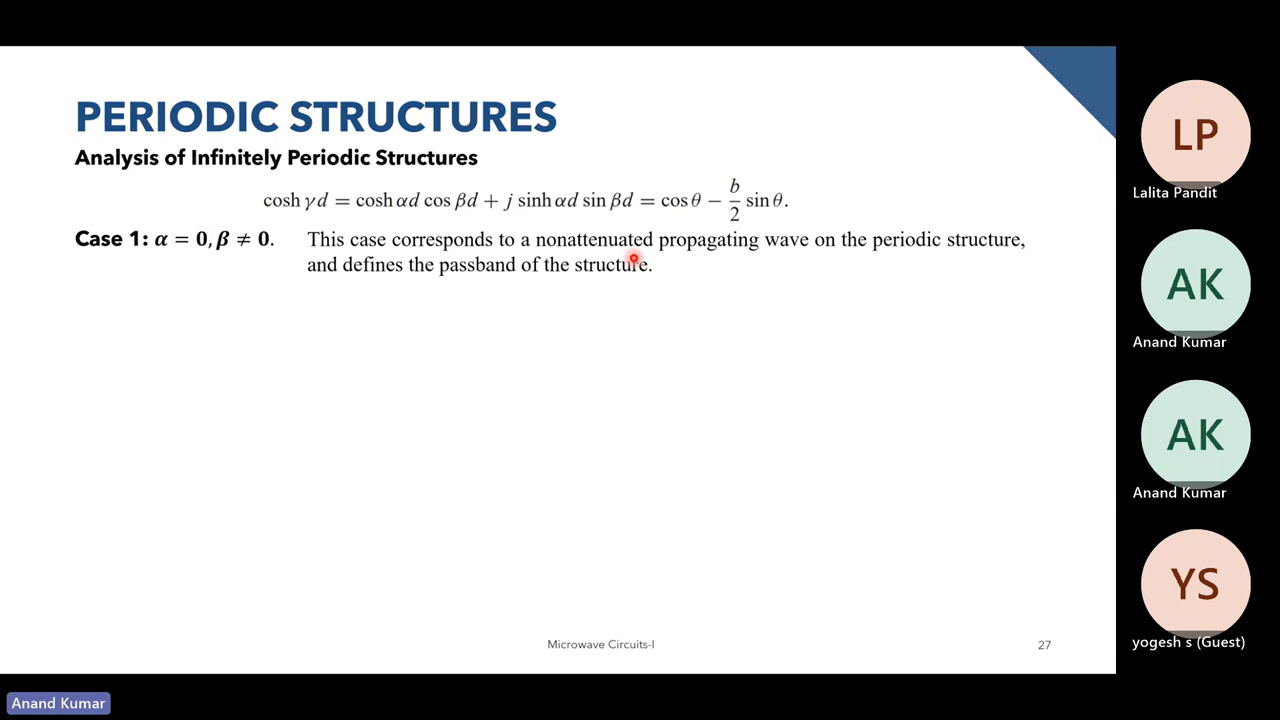 PERIODIC STRUCTURES
Analysis of Infinitely Periodic Structures
cosh γd = cosh αd cos βd + j sinh αd sin βd = cos θ − b/2 sin θ.
Case 1: α = 0, β ≠ 0. This case corresponds to a nonattenuated propagating wave on the periodic structure,
and defines the passband of the structure.
Microwave Circuits-I
27
LP
Lalita Pandit
AK
Anand Kumar
AK
Anand Kumar
YS
yogesh s (Guest)
Anand Kumar